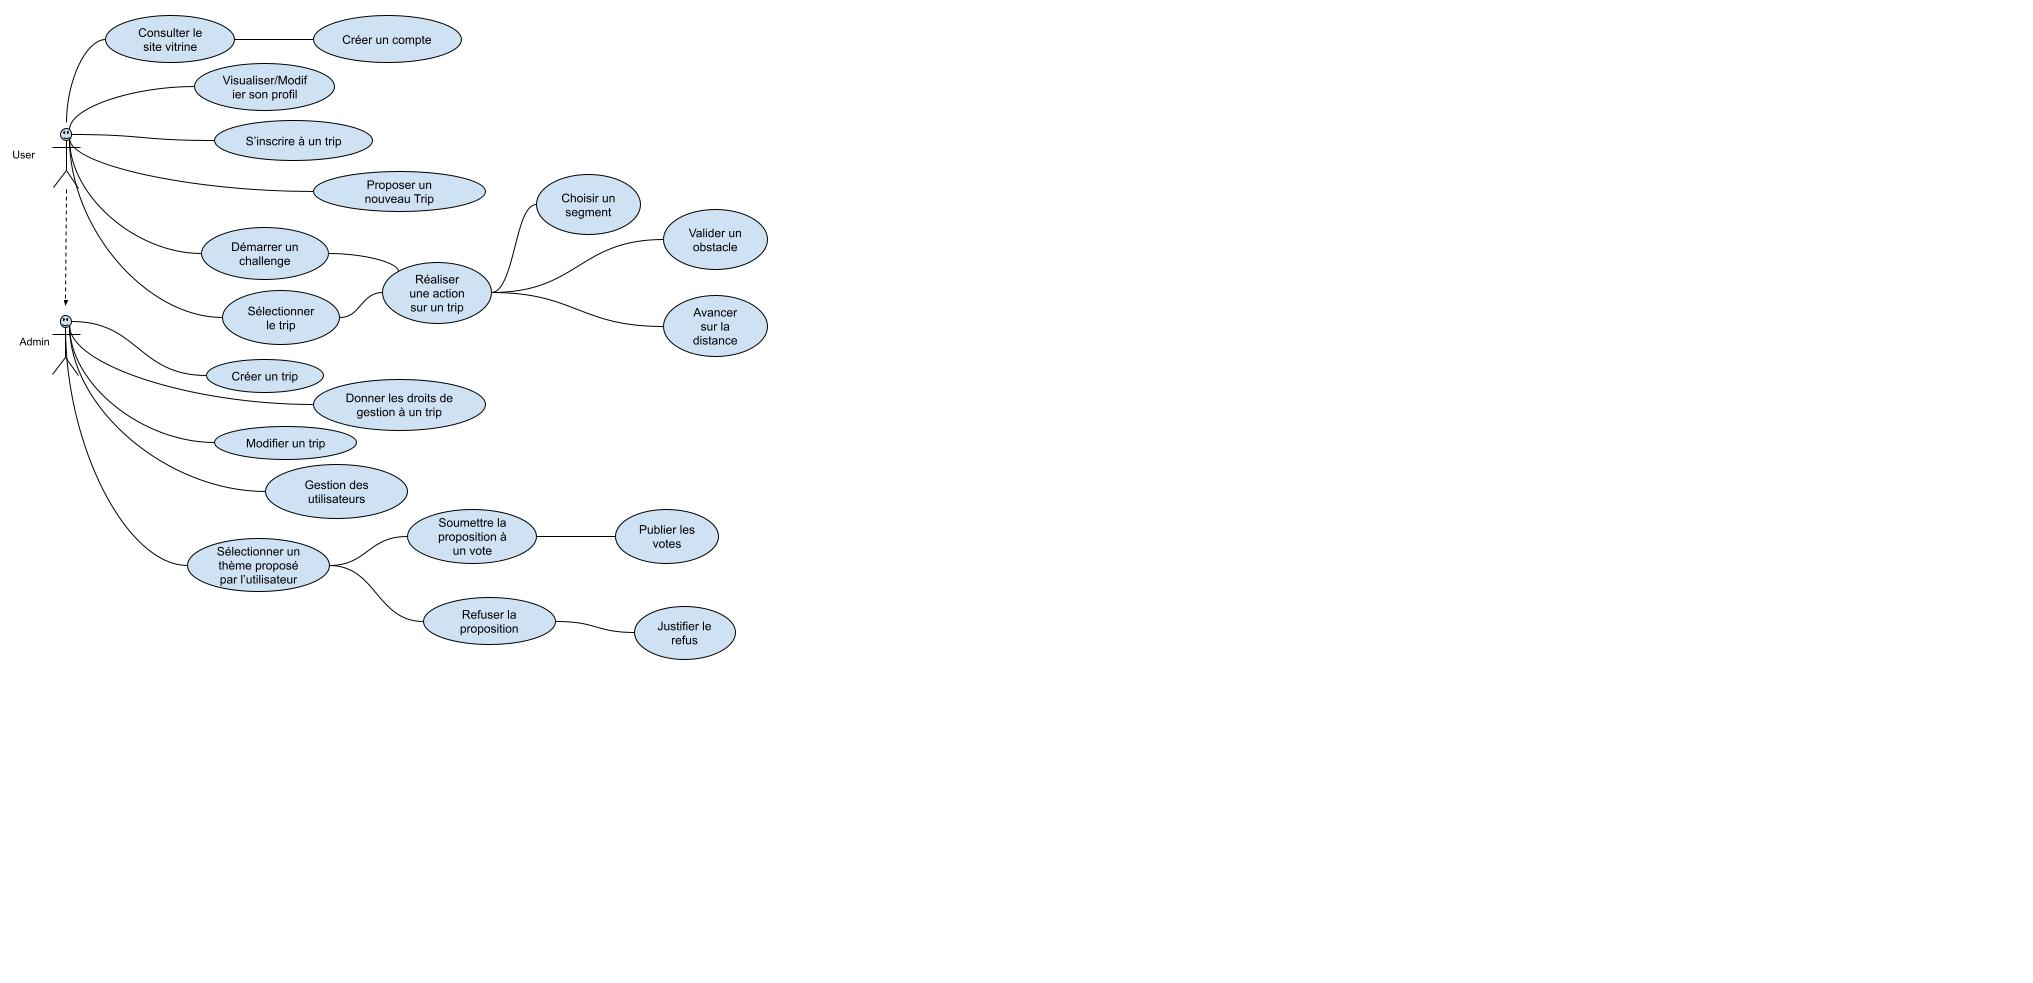 Consulter le
site vitrine
Créer un compte
Visualiser/Modif
ier son profil
S'inscrire à un trip
User
Proposer un
nouveau Trip
Choisir un
segment
Valider un
obstacle
Démarrer un
challenge
Réaliser
une action
sur un trip
Sélectionner
le trip
Avancer
sur la
distance
Admin
Créer un trip
Donner les droits de
gestion à un trip
Modifier un trip
Gestion des
utilisateurs
Soumettre la
proposition à
un vote
Publier les
votes
Sélectionner un
thème proposé
par l'utilisateur
Refuser la
proposition
Justifier le
refus